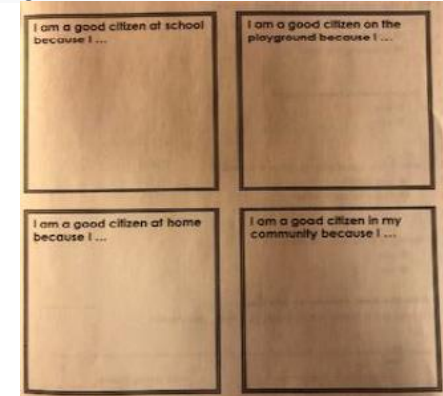 I am a good citizen at school
because I ...
I am a good citizen on the
playground because I ...
I am a good citizen at home
because I ...
I am a good citizen in my
community because I ...